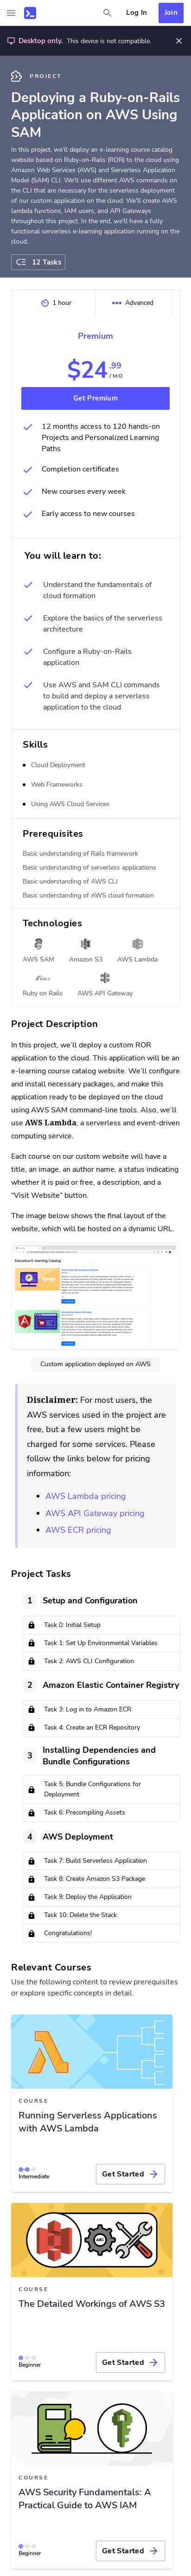 Log In
Join
Desktop only. This device is not compatible.
PROJECT
Deploying a Ruby-on-Rails
Application on AWS Using
SAM
In this project, we'll deploy an e-learning course catalog
website based on Ruby-on-Rails (ROR) to the cloud using
Amazon Web Services (AWS) and Serverless Application
Model (SAM) CLI. We'll use different AWS commands on
the CLI that are necessary for the serverless deployment
of our custom application on the cloud. We'll create AWS
lambda functions, IAM users, and API Gateways
throughout this project. In the end, we'll have a fully
functional serverless e-learning application running on the
cloud.
12 Tasks
1 hour
Advanced
Premium
$24.99
/ MO
Get Premium
12 months access to 120 hands-on
Projects and Personalized Learning
Paths
Completion certificates
New courses every week
Early access to new courses
You will learn to:
Understand the fundamentals of
cloud formation
Explore the basics of the serverless
architecture
Configure a Ruby-on-Rails
application
Use AWS and SAM CLI commands
to build and deploy a serverless
application to the cloud
Skills
Cloud Deployment
Web Frameworks
Using AWS Cloud Services
Prerequisites
Basic understanding of Rails framework
Basic understanding of serverless applications
Basic understanding of AWS CLI
Basic understanding of AWS cloud formation
Technologies
AWS SAM
Amazon S3
AWS Lambda
Ruby on Rails
AWS API Gateway
Project Description
In this project, we'll deploy a custom ROR
application to the cloud. This application will be an
e-learning course catalog website. We'll configure
and install necessary packages, and make this
application ready to be deployed on the cloud
using AWS SAM command-line tools. Also, we'll
use AWS Lambda, a serverless and event-driven
computing service.
Each course on our custom website will have a
title, an image, an author name, a status indicating
whether it is paid or free, a description, and a
"Visit Website" button.
The image below shows the final layout of the
website, which will be hosted on a dynamic URL.
Educative E-learning Catalog
Custom application deployed on AWS
Disclaimer: For most users, the
AWS services used in the project are
free, but a few users might be
charged for some services. Please
follow the links below for pricing
information:
AWS Lambda pricing
AWS API Gateway pricing
AWS ECR pricing
Project Tasks
1 Setup and Configuration
Task 0: Initial Setup
Task 1: Set Up Environmental Variables
Task 2: AWS CLI Configuration
2 Amazon Elastic Container Registry
Task 3: Log in to Amazon ECR
Task 4: Create an ECR Repository
3 Installing Dependencies and
Bundle Configurations
Task 5: Bundle Configurations for
Deployment
Task 6: Precompiling Assets
4 AWS Deployment
Task 7: Build Serverless Application
Task 8: Create Amazon S3 Package
Task 9: Deploy the Application
Task 10: Delete the Stack
Congratulations!
Relevant Courses
Use the following content to review prerequisites
or explore specific concepts in detail.
COURSE
Running Serverless Applications
with AWS Lambda
Intermediate
Get Started
COURSE
The Detailed Workings of AWS S3
Beginner
Get Started
COURSE
AWS Security Fundamentals: A
Practical Guide to AWS IAM
Beginner
Get Started